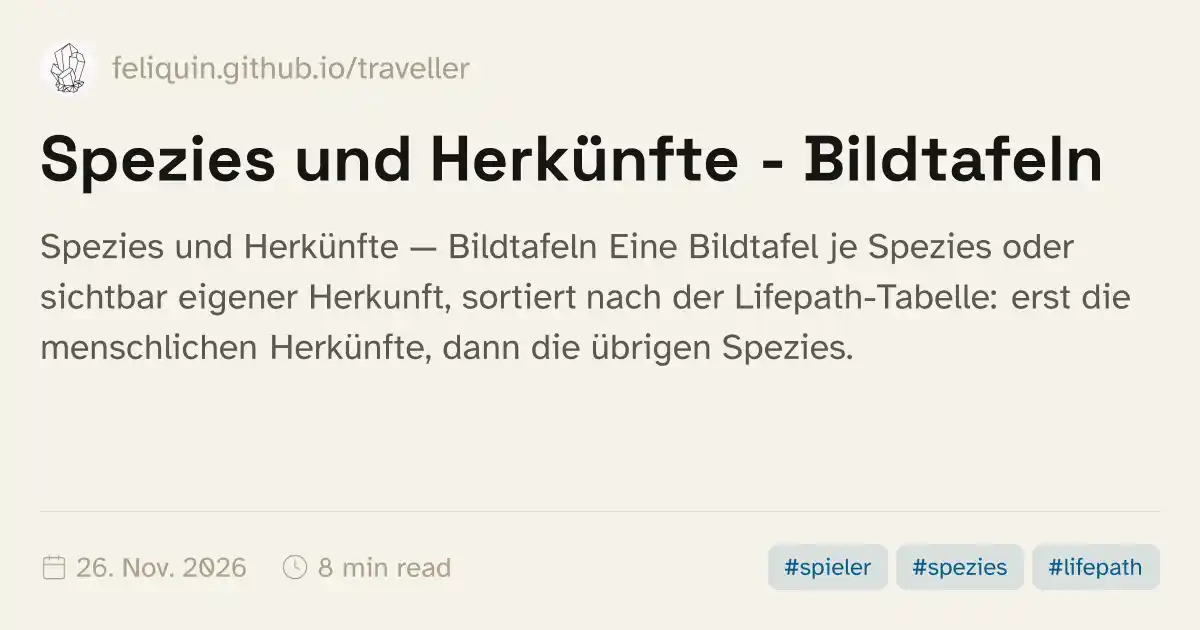 feliquin.github.io/traveller
Spezies und Herkünfte - Bildtafeln
Spezies und Herkünfte — Bildtafeln Eine Bildtafel je Spezies oder
sichtbar eigener Herkunft, sortiert nach der Lifepath-Tabelle: erst die
menschlichen Herkünfte, dann die übrigen Spezies.
26. Nov. 2026
8 min read
#spieler
#spezies
#lifepath